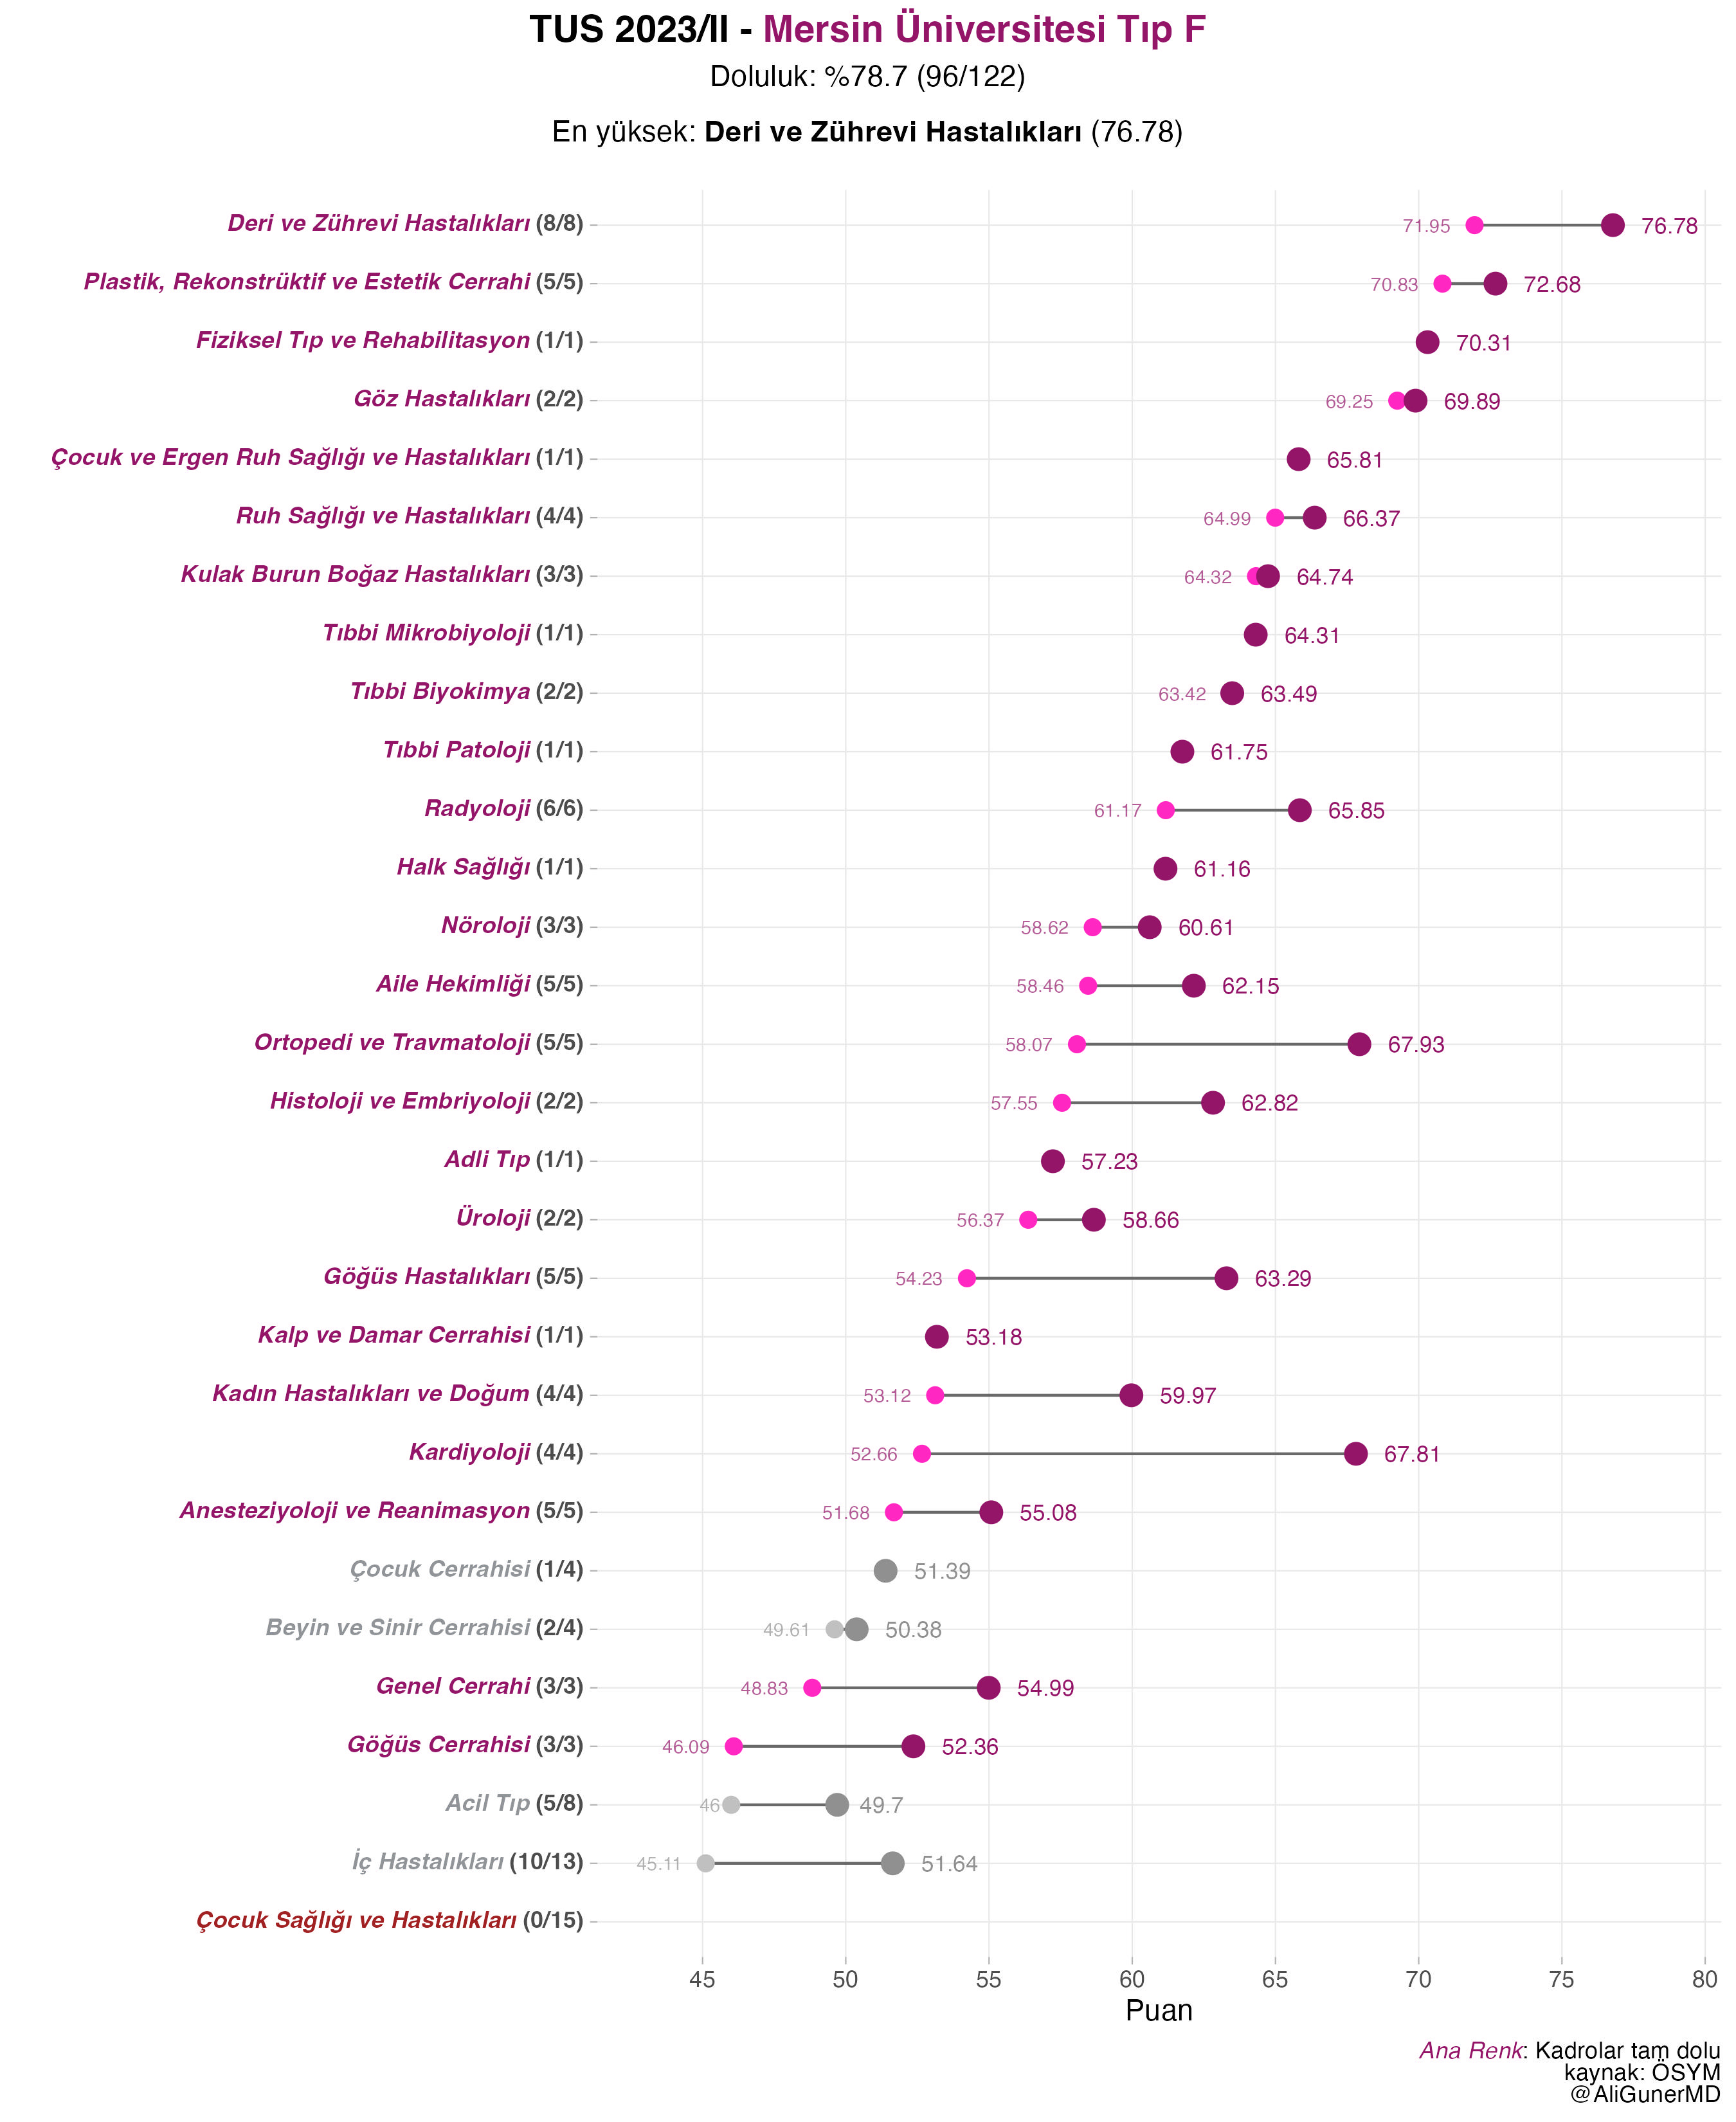 TUS 2023/II - Mersin Üniversitesi Tıp F
Doluluk: %78.7 (96/122)
En yüksek: Deri ve Zührevi Hastalıkları (76.78)
Deri ve Zührevi Hastalıkları (8/8) 71.95 76.78
Plastik, Rekonstrüktif ve Estetik Cerrahi (5/5) 70.83 72.68
Fiziksel Tıp ve Rehabilitasyon (1/1) 70.31
Göz Hastalıkları (2/2) 69.25 69.89
Çocuk ve Ergen Ruh Sağlığı ve Hastalıkları (1/1) 65.81
Ruh Sağlığı ve Hastalıkları (4/4) 64.99 66.37
Kulak Burun Boğaz Hastalıkları (3/3) 64.32 64.74
Tıbbi Mikrobiyoloji (1/1) 64.31
Tıbbi Biyokimya (2/2) 63.42 63.49
Tıbbi Patoloji (1/1) 61.75
Radyoloji (6/6) 61.17 65.85
Halk Sağlığı (1/1) 61.16
Nöroloji (3/3) 58.62 60.61
Aile Hekimliği (5/5) 58.46 62.15
Ortopedi ve Travmatoloji (5/5) 58.07 67.93
Histoloji ve Embriyoloji (2/2) 57.55 62.82
Adli Tıp (1/1) 57.23
Üroloji (2/2) 56.37 58.66
Göğüs Hastalıkları (5/5) 54.23 63.29
Kalp ve Damar Cerrahisi (1/1) 53.18
Kadın Hastalıkları ve Doğum (4/4) 53.12 59.97
Kardiyoloji (4/4) 52.66 67.81
Anesteziyoloji ve Reanimasyon (5/5) 51.68 55.08
Çocuk Cerrahisi (1/4) 51.39
Beyin ve Sinir Cerrahisi (2/4) 49.61 50.38
Genel Cerrahi (3/3) 48.83 54.99
Göğüs Cerrahisi (3/3) 46.09 52.36
Acil Tıp (5/8) 46 49.7
İç Hastalıkları (10/13) 45.11 51.64
Çocuk Sağlığı ve Hastalıkları (0/15)
45 50 55 60 65 70 75 80
Puan
Ana Renk: Kadrolar tam dolu
kaynak: ÖSYM
@AliGunerMD